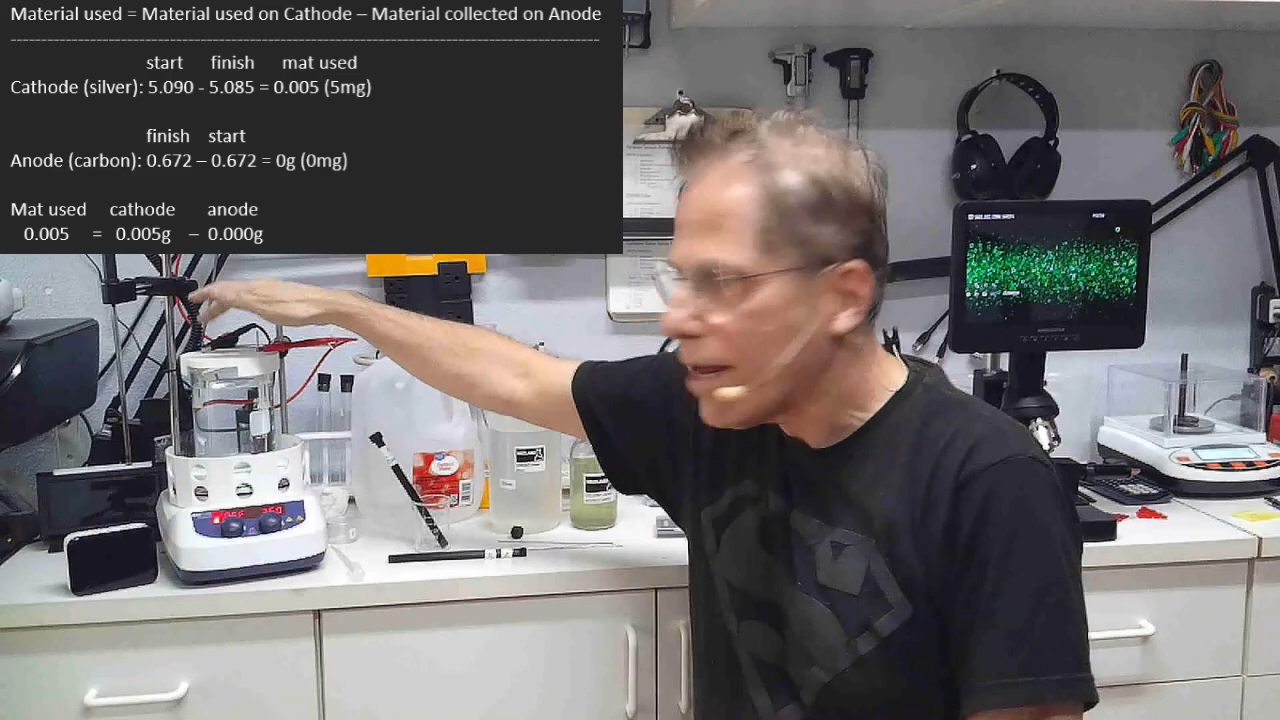 Material used = Material used on Cathode – Material collected on Anode
start finish mat used
Cathode (silver): 5.090 - 5.085 = 0.005 (5mg)
finish start
Anode (carbon): 0.672 – 0.672 = 0g (0mg)
Mat used cathode anode
0.005 = 0.005g – 0.000g